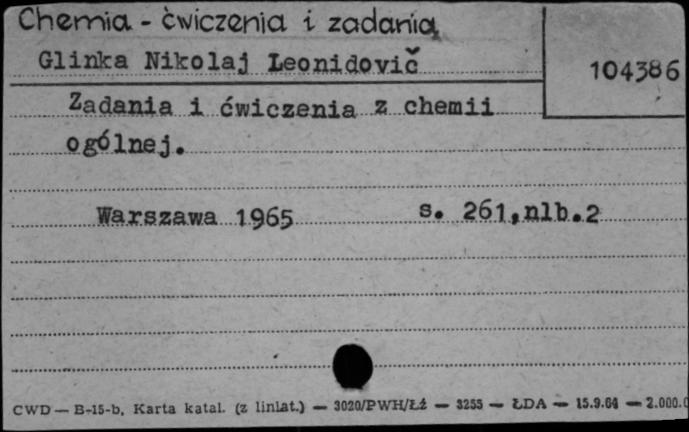 Chemia - ćwiczenia i zadania
Glinka Nikolaj Leonidovič
104386
Zadania i ćwiczenia z chemii
ogólnej.
Warszawa 1965 s. 261,nlb.2
CWD — B-15-b, Karta katal. (z liniat.) — 3020/PWH/Łź — 3255 — ŁDA — 15.9.64 — 2.000.0